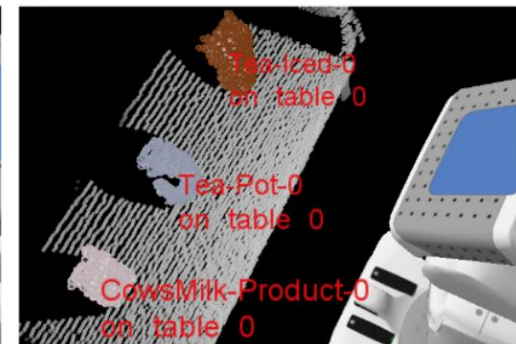 Tea-Iced-0
on table 0
Tea-Pot-0
on table 0
CowsMilk-Product-0
on table 0